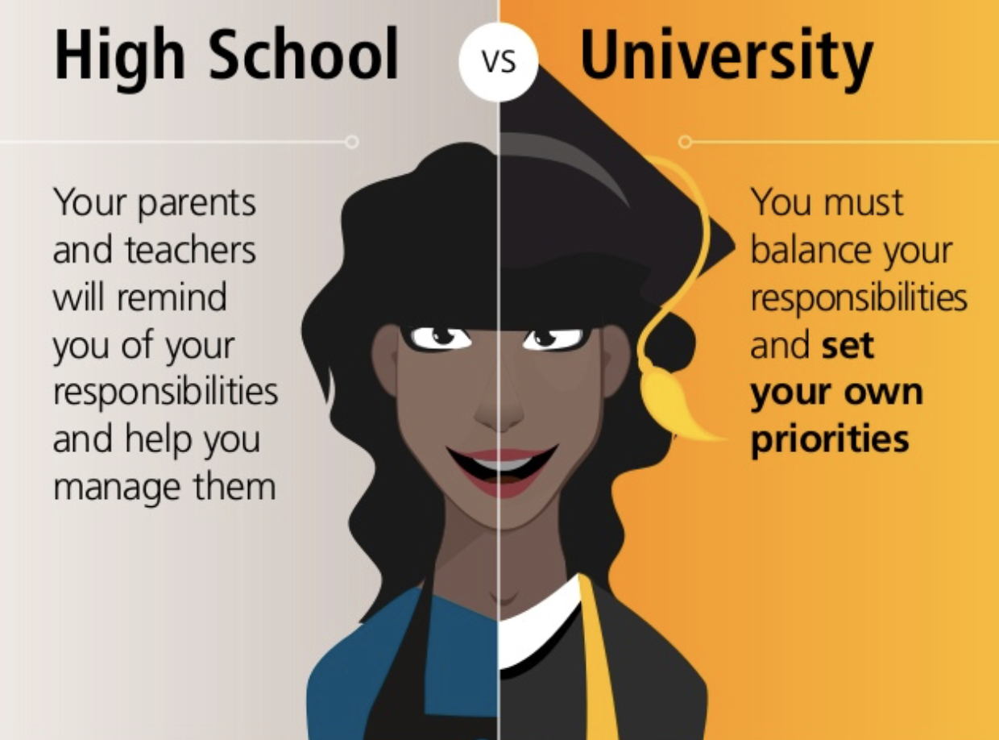 High School
VS
University
Your parents
and teachers
will remind
you of your
responsibilities
and help you
manage them
You must
balance your
responsibilities
and set
your own
priorities